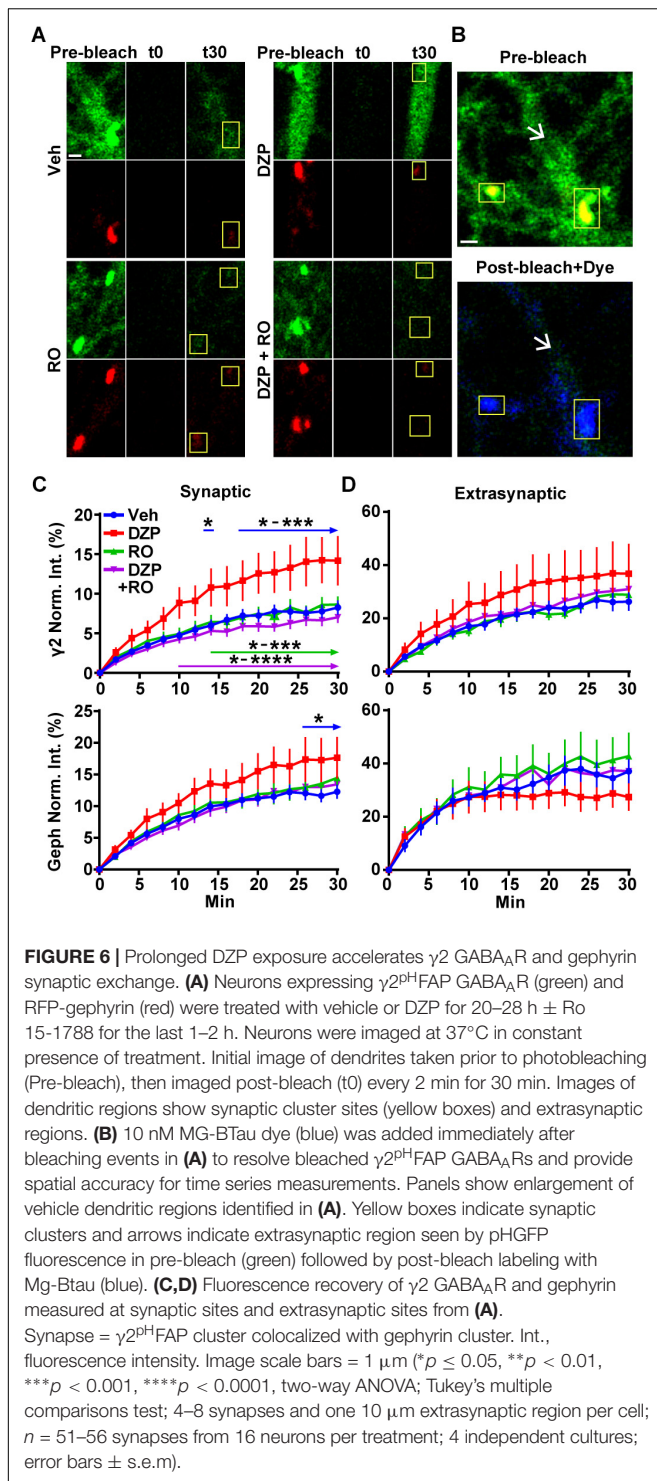 A
Pre-bleach t0 t30
Pre-bleach t0 t30
Veh
DZP
RO
DZP + RO
B
Pre-bleach
Post-bleach+Dye
C
Synaptic
Veh
DZP
RO
DZP
+RO
*
*-***
*-***
*-****
γ2 Norm. Int. (%)
20
15
10
5
0
0 5 10 15 20 25 30
*
Geph Norm. Int. (%)
25
20
15
10
5
0
0 5 10 15 20 25 30
Min
D
Extrasynaptic
60
40
20
0
0 5 10 15 20 25 30
60
40
20
0
0 5 10 15 20 25 30
Min
FIGURE 6 | Prolonged DZP exposure accelerates γ2 GABAAR and gephyrin
synaptic exchange. (A) Neurons expressing γ2pHFAP GABAAR (green) and
RFP-gephyrin (red) were treated with vehicle or DZP for 20–28 h ± Ro
15-1788 for the last 1–2 h. Neurons were imaged at 37°C in constant
presence of treatment. Initial image of dendrites taken prior to photobleaching
(Pre-bleach), then imaged post-bleach (t0) every 2 min for 30 min. Images of
dendritic regions show synaptic cluster sites (yellow boxes) and extrasynaptic
regions. (B) 10 nM MG-BTau dye (blue) was added immediately after
bleaching events in (A) to resolve bleached γ2pHFAP GABAARs and provide
spatial accuracy for time series measurements. Panels show enlargement of
vehicle dendritic regions identified in (A). Yellow boxes indicate synaptic
clusters and arrows indicate extrasynaptic region seen by pHGFP
fluorescence in pre-bleach (green) followed by post-bleach labeling with
Mg-Btau (blue). (C,D) Fluorescence recovery of γ2 GABAAR and gephyrin
measured at synaptic sites and extrasynaptic sites from (A).
Synapse = γ2pHFAP cluster colocalized with gephyrin cluster. Int.,
fluorescence intensity. Image scale bars = 1 μm (*p ≤ 0.05, **p < 0.01,
***p < 0.001, ****p < 0.0001, two-way ANOVA; Tukey's multiple
comparisons test; 4–8 synapses and one 10 μm extrasynaptic region per cell;
n = 51–56 synapses from 16 neurons per treatment; 4 independent cultures;
error bars ± s.e.m).